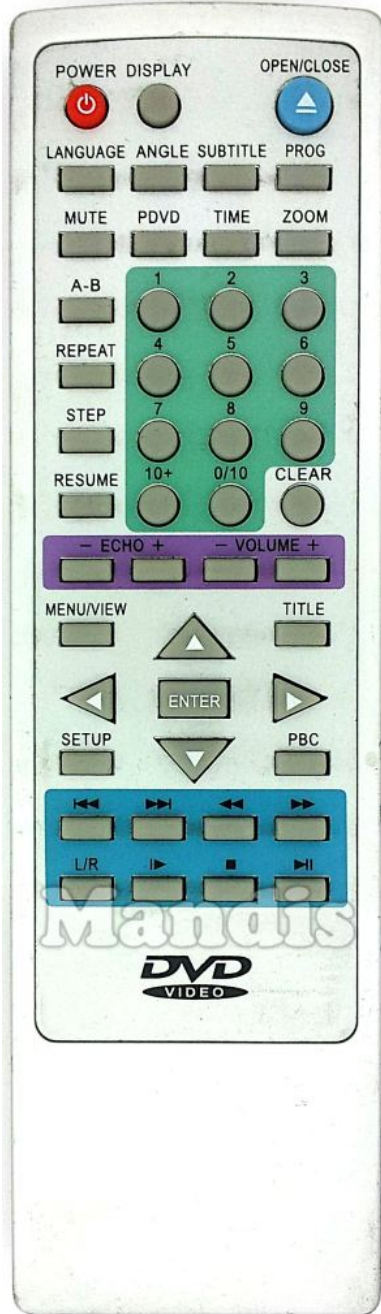 POWER DISPLAY OPEN/CLOSE
LANGUAGE ANGLE SUBTITLE PROG
MUTE PDVD TIME ZOOM
A-B 1 2 3
REPEAT 4 5 6
STEP 7 8 9
RESUME 10+ 0/10 CLEAR
- ECHO + - VOLUME +
MENU/VIEW TITLE
ENTER
SETUP PBC
L/R
Mandis
DVD
VIDEO